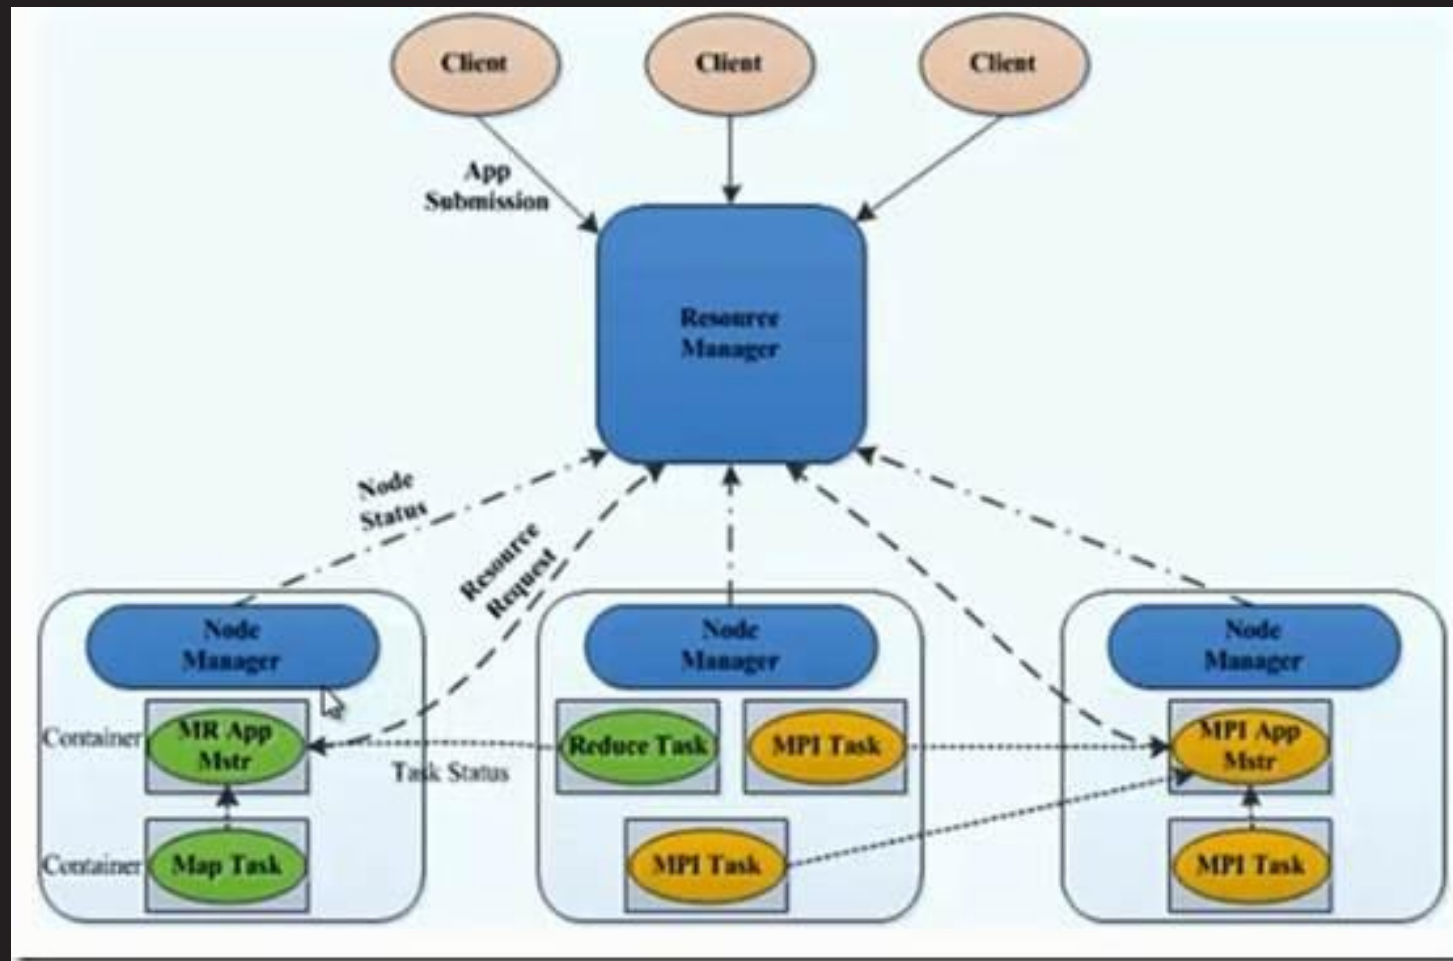 Client
Client
Client
App
Submission
Resource
Manager
Node
Status
Resource
Request
Node
Manager
Node
Manager
Node
Manager
Container
MR App
Mstr
Task Status
Reduce Task
MPI Task
MPI App
Mstr
Container
Map Task
MPI Task
MPI Task